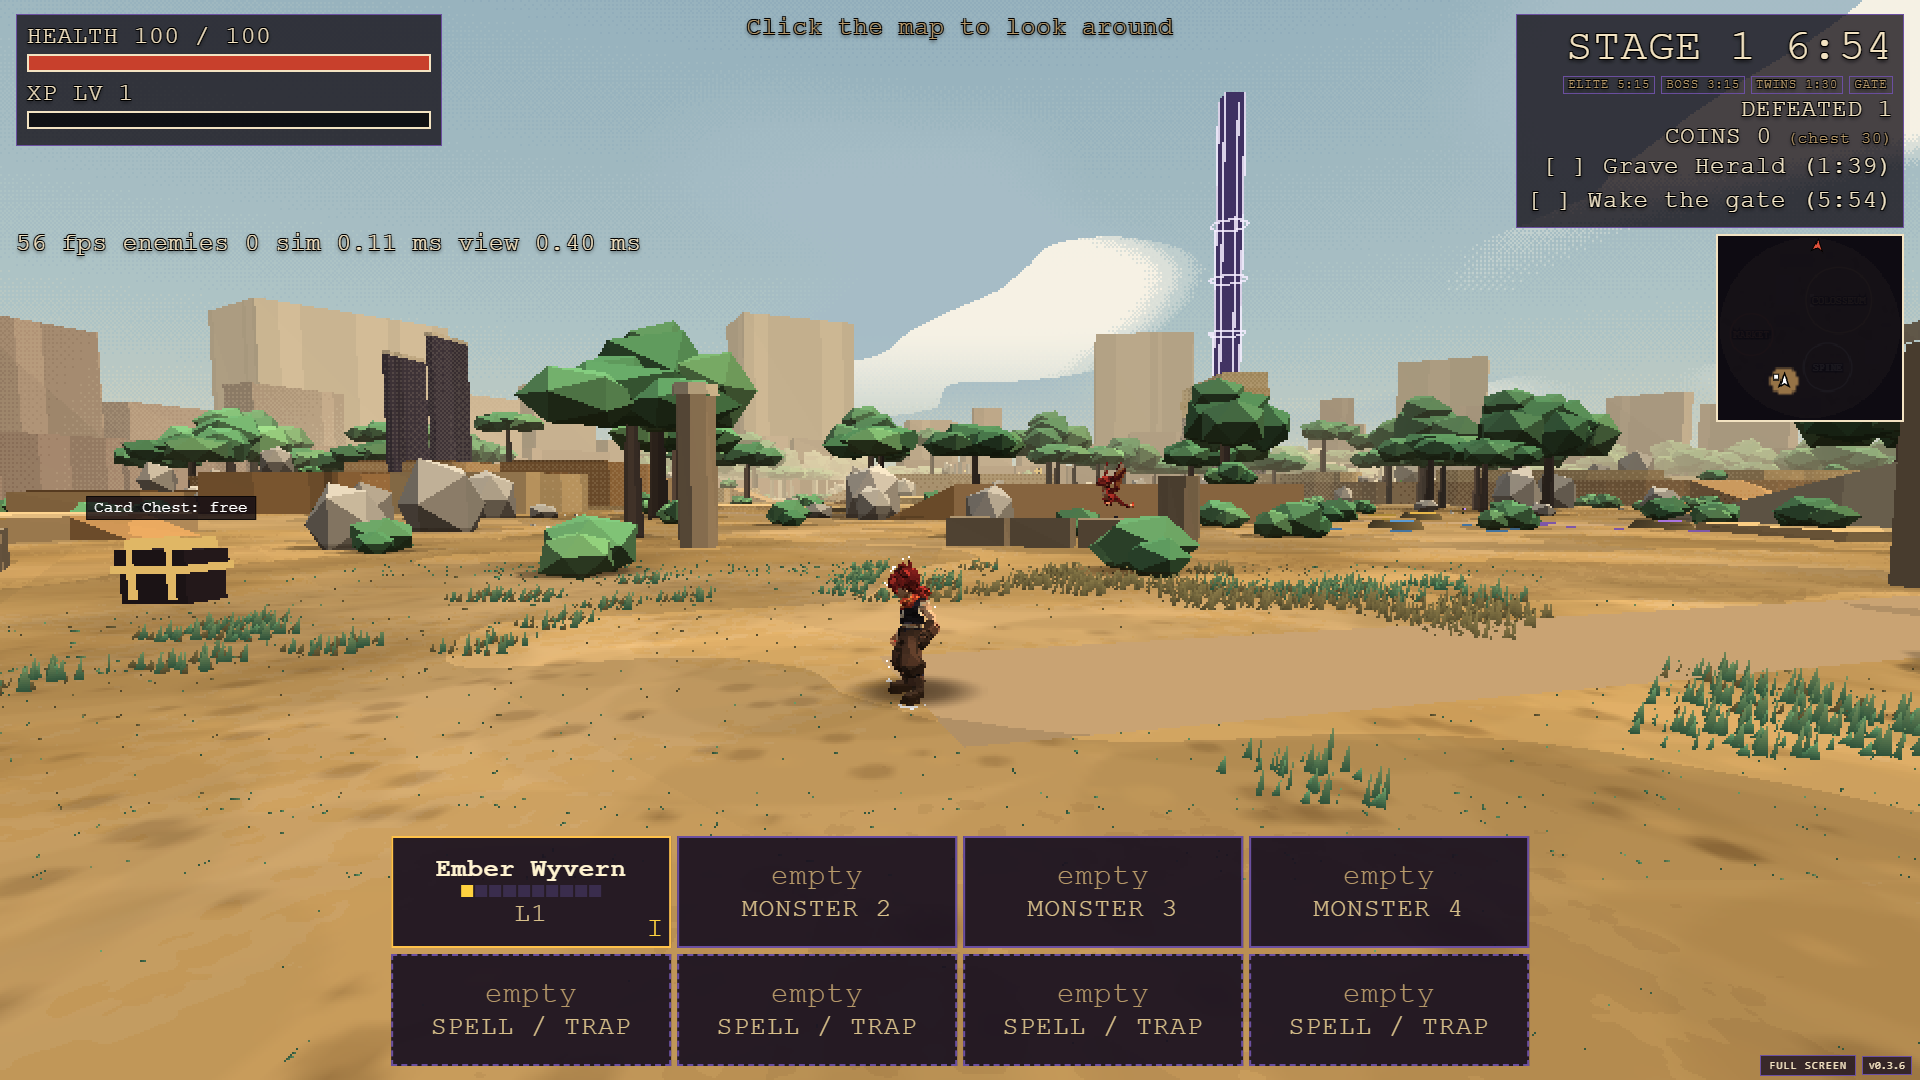 HEALTH 100 / 100
XP LV 1
Click the map to look around
STAGE 1 6:54
ELITE 5:15 BOSS 3:15 TWINS 1:30 GATE
DEFEATED 1
COINS 0 (chest 30)
[ ] Grave Herald (1:39)
[ ] Wake the gate (5:54)
56 fps enemies 0 sim 0.11 ms view 0.40 ms
Card Chest: free
Ember Wyvern
L1
I
empty
MONSTER 2
empty
MONSTER 3
empty
MONSTER 4
empty
SPELL / TRAP
empty
SPELL / TRAP
empty
SPELL / TRAP
empty
SPELL / TRAP
FULL SCREEN
v0.3.6